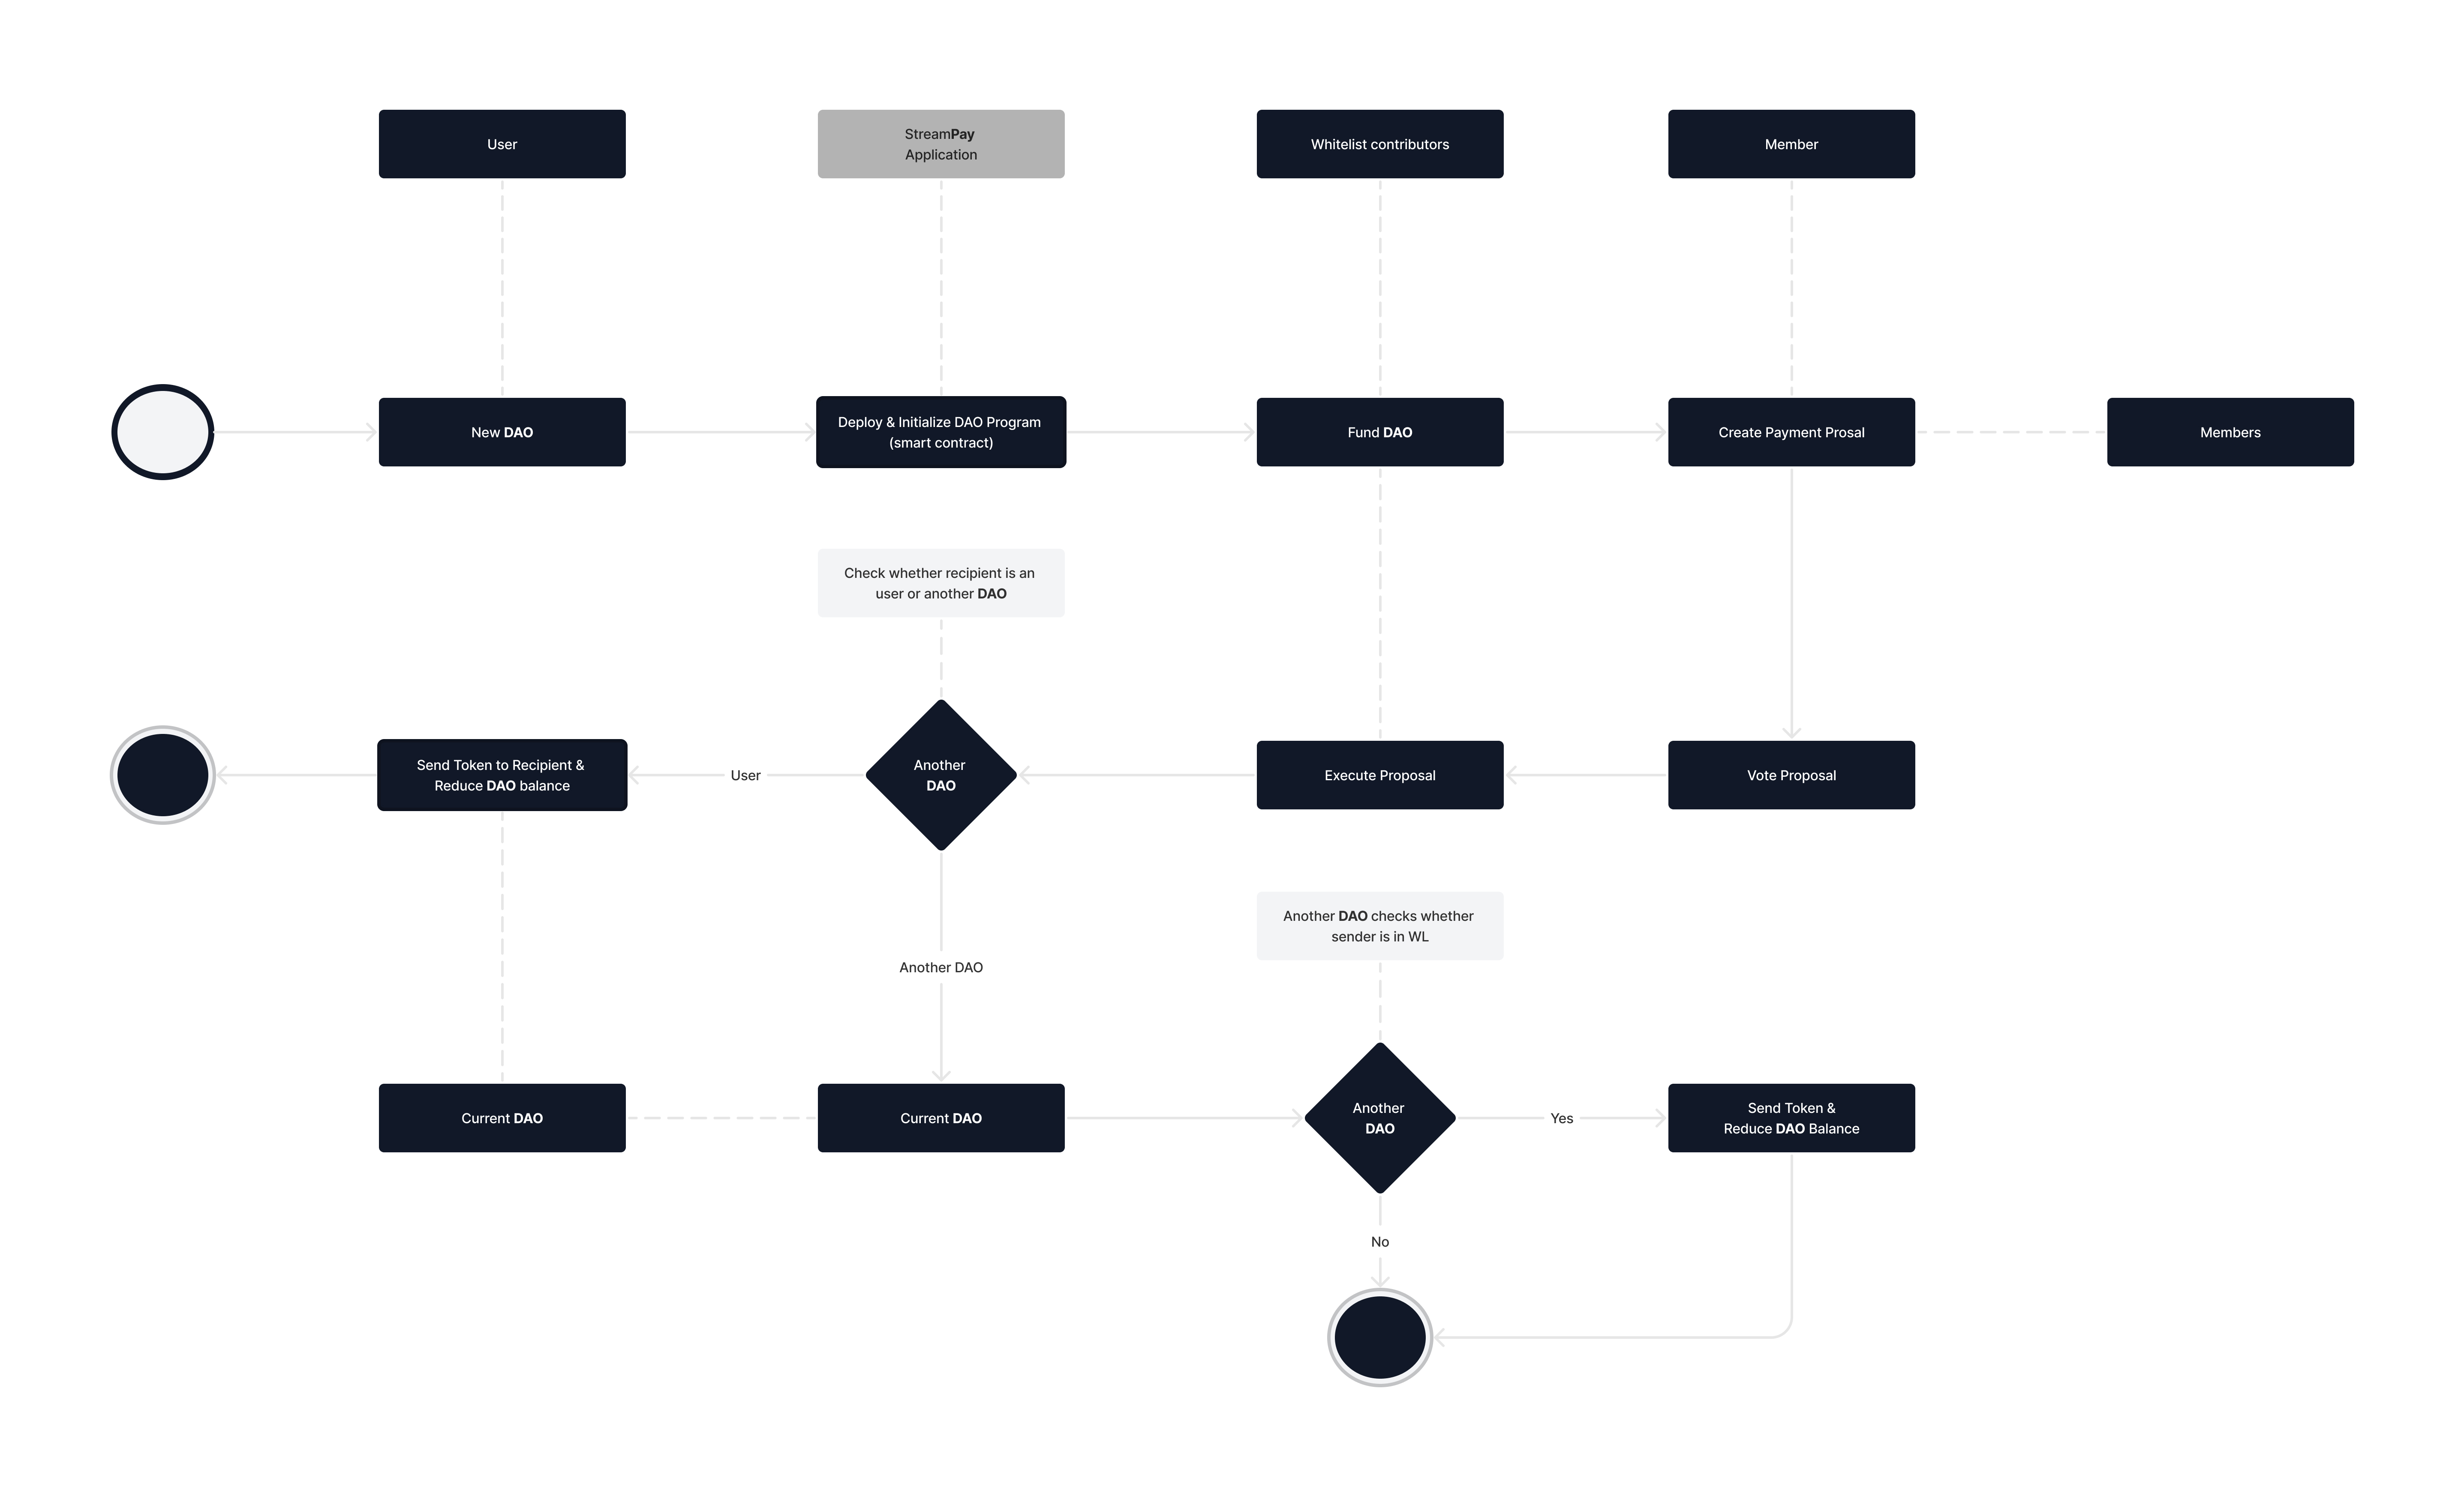 User
StreamPay
Application
Whitelist contributors
Member
New DAO
Deploy & Initialize DAO Program
(smart contract)
Fund DAO
Create Payment Prosal
Members
Check whether recipient is an
user or another DAO
Send Token to Recipient &
Reduce DAO balance
User
Another
DAO
Execute Proposal
Vote Proposal
Another DAO checks whether
sender is in WL
Another DAO
Current DAO
Current DAO
Another
DAO
Yes
Send Token &
Reduce DAO Balance
No